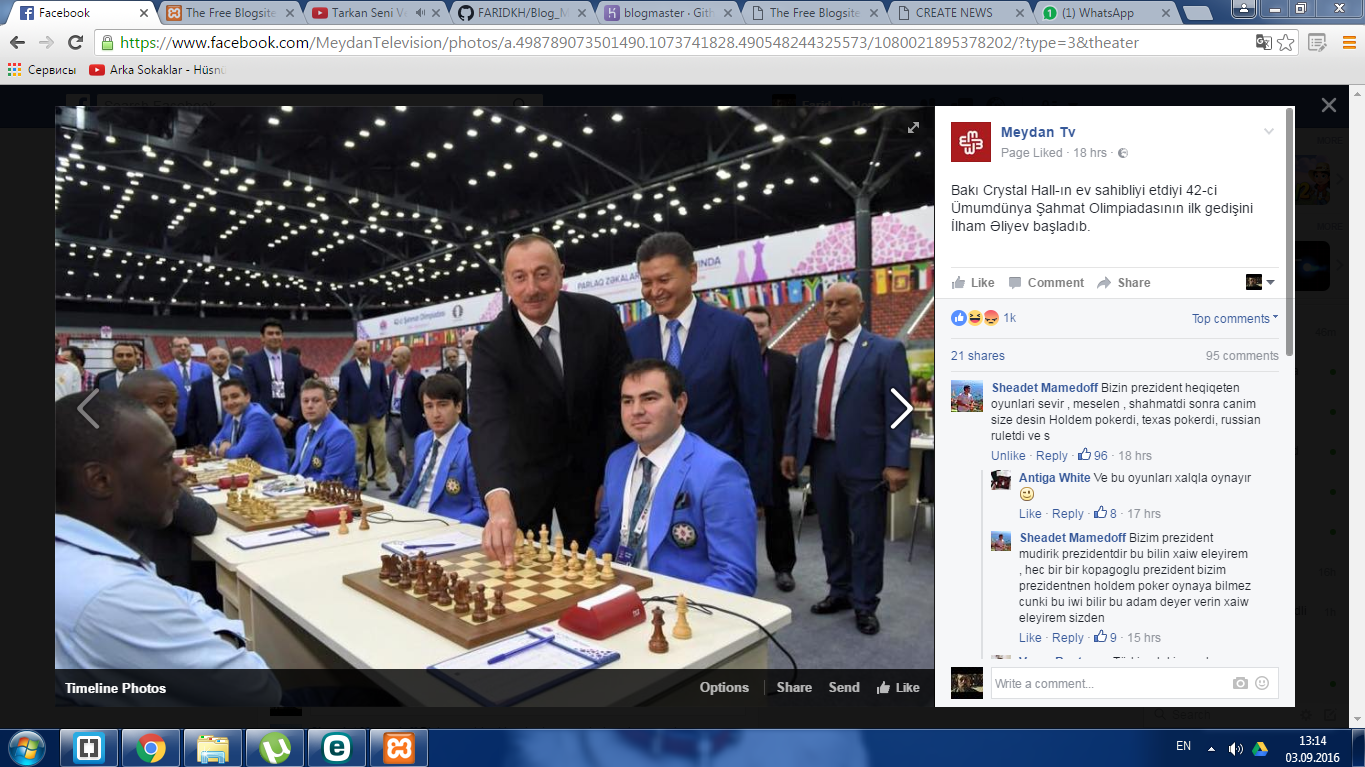 Facebook
The Free Blogsite
Tarkan Seni V
FARIDKH/Blog_M
blogmaster · Gith
The Free Blogsite
CREATE NEWS
(1) WhatsApp
https://www.facebook.com/MeydanTelevision/photos/a.498789073501490.1073741828.490548244325573/1080021895378202/?type=3&theater
Сервисы
Arka Sokaklar - Hüsnü
PARLAQ ZƏKALAR
42-ci Şahmat Olimpiadası
Timeline Photos
Options
Share
Send
Like
Meydan Tv
Page Liked · 18 hrs ·
Bakı Crystal Hall-ın ev sahibliyi etdiyi 42-ci
Ümumdünya Şahmat Olimpiadasının ilk gedişini
İlham Əliyev başladıb.
Like Comment Share
1k
Top comments
21 shares
95 comments
Sheadet Mamedoff Bizin prezident heqiqeten
oyunlari sevir , meselen , shahmatdi sonra canim
size desin Holdem pokerdi, texas pokerdi, russian
ruletdi ve s
Unlike · Reply · 96 · 18 hrs
Antiga White Ve bu oyunları xalqla oynayır
Like · Reply · 8 · 17 hrs
Sheadet Mamedoff Bizim prezident
mudirik prezidentdir bu bilin xaiw eleyirem
, hec bir bir kopagoglu prezident bizim
prezidentnen holdem poker oynaya bilmez
cunki bu iwi bilir bu adam deyer verin xaiw
eleyirem sizden
Like · Reply · 9 · 15 hrs
Write a comment...
EN
13:14
03.09.2016